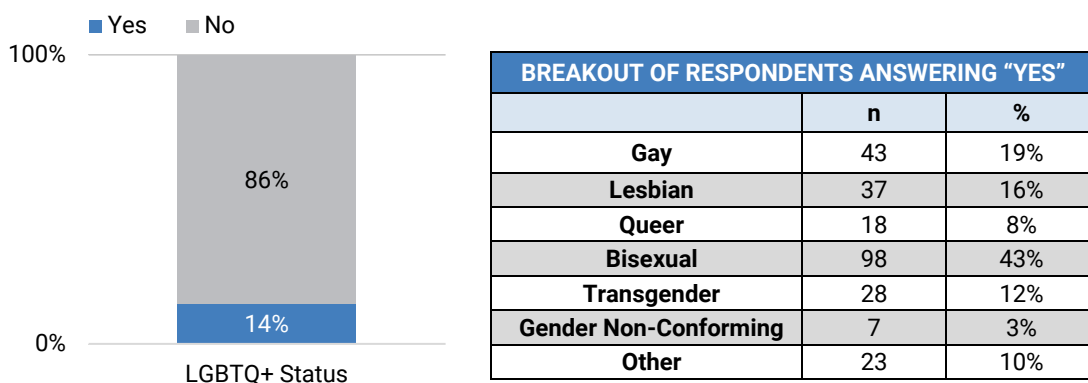 Yes No
100%
86%
14%
0%
LGBTQ+ Status
BREAKOUT OF RESPONDENTS ANSWERING “YES”
n %
Gay 43 19%
Lesbian 37 16%
Queer 18 8%
Bisexual 98 43%
Transgender 28 12%
Gender Non-Conforming 7 3%
Other 23 10%